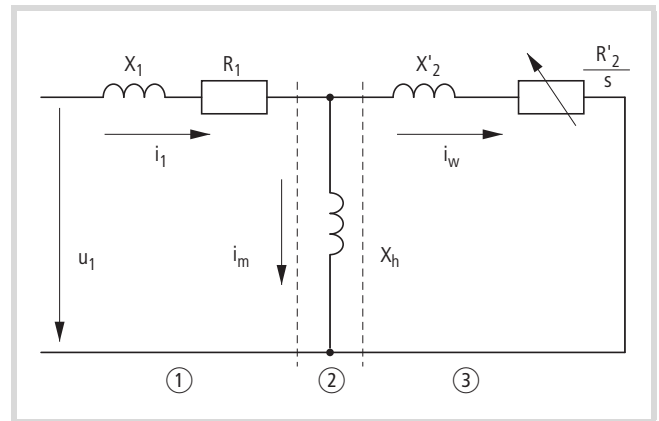 X1 R1 X'2 R'2
s
i1 iw
u1 im Xh
① ② ③